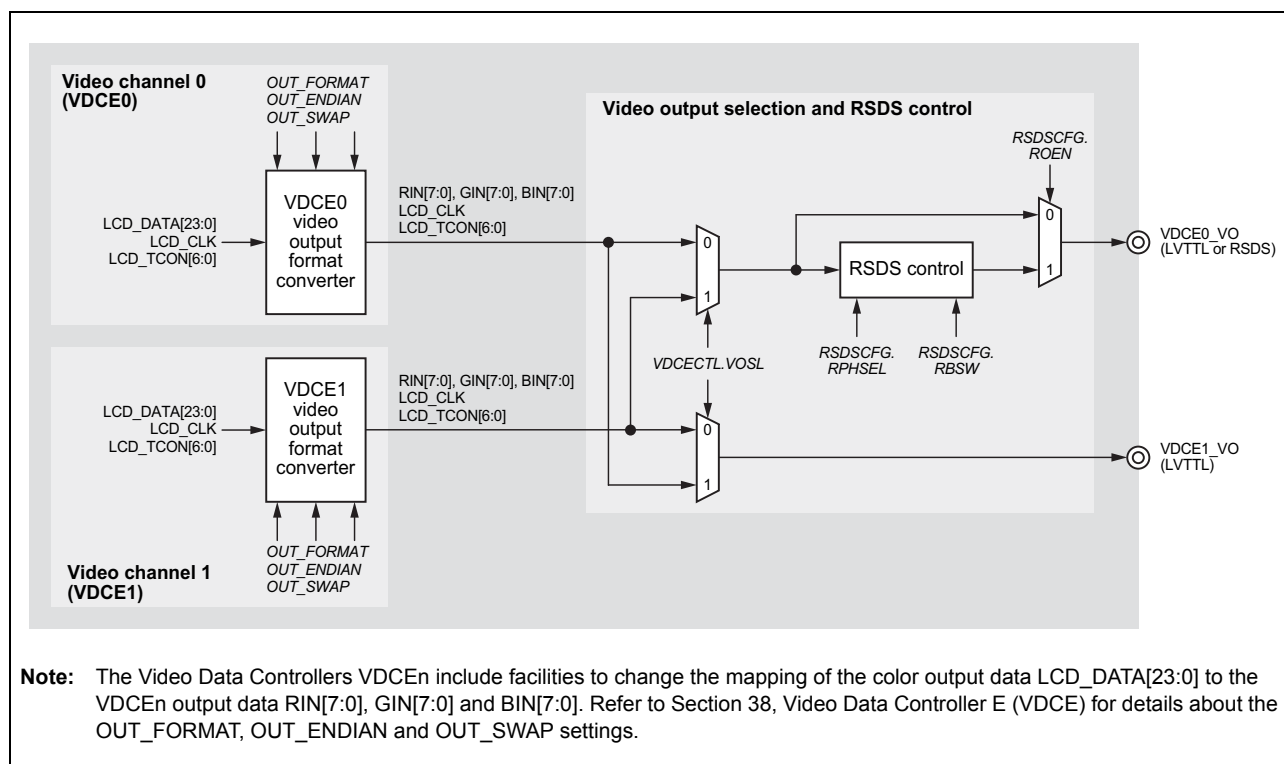 Video channel 0
(VDCE0)
OUT_FORMAT
OUT_ENDIAN
OUT_SWAP
LCD_DATA[23:0]
LCD_CLK
LCD_TCON[6:0]
VDCE0
video
output
format
converter
RIN[7:0], GIN[7:0], BIN[7:0]
LCD_CLK
LCD_TCON[6:0]
Video output selection and RSDS control
RSDSCFG.
ROEN
0
1
0
1
RSDS control
VDCE0_VO
(LVTTL or RSDS)
VDCECTL.VOSL
RSDSCFG.
RPHSEL
RSDSCFG.
RBSW
LCD_DATA[23:0]
LCD_CLK
LCD_TCON[6:0]
VDCE1
video
output
format
converter
RIN[7:0], GIN[7:0], BIN[7:0]
LCD_CLK
LCD_TCON[6:0]
0
1
VDCE1_VO
(LVTTL)
OUT_FORMAT
OUT_ENDIAN
OUT_SWAP
Video channel 1
(VDCE1)
Note: The Video Data Controllers VDCEn include facilities to change the mapping of the color output data LCD_DATA[23:0] to the
VDCEn output data RIN[7:0], GIN[7:0] and BIN[7:0]. Refer to Section 38, Video Data Controller E (VDCE) for details about the
OUT_FORMAT, OUT_ENDIAN and OUT_SWAP settings.